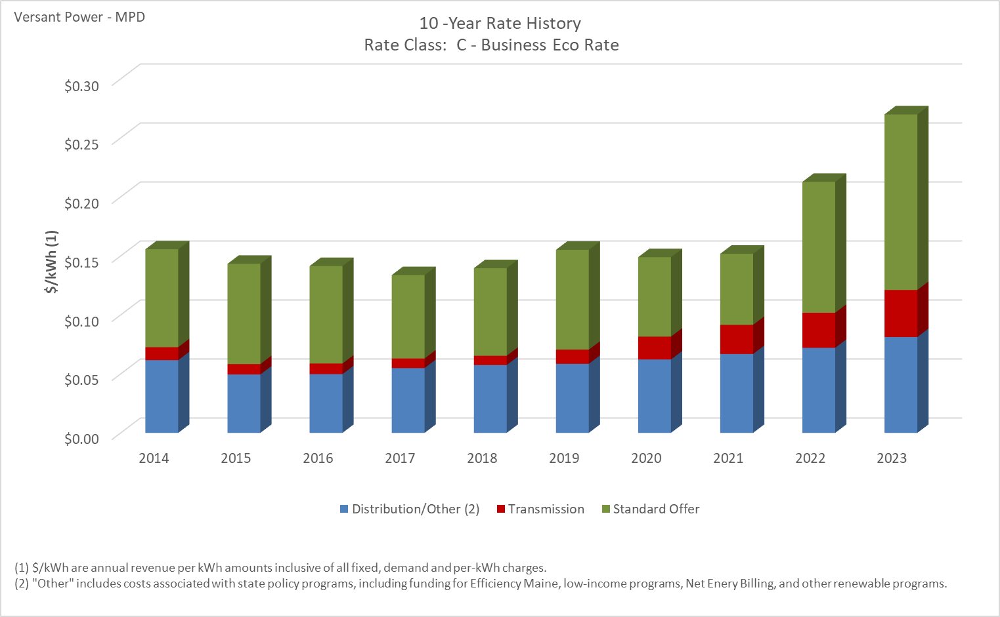 Versant Power - MPD
10 -Year Rate History
Rate Class:  C - Business Eco Rate
$/kWh (1)
$0.30
$0.25
$0.20
$0.15
$0.10
$0.05
$0.00
2014 2015 2016 2017 2018 2019 2020 2021 2022 2023
Distribution/Other (2) Transmission Standard Offer
(1) $/kWh are annual revenue per kWh amounts inclusive of all fixed, demand and per-kWh charges.
(2) "Other" includes costs associated with state policy programs, including funding for Efficiency Maine, low-income programs, Net Enery Billing, and other renewable programs.